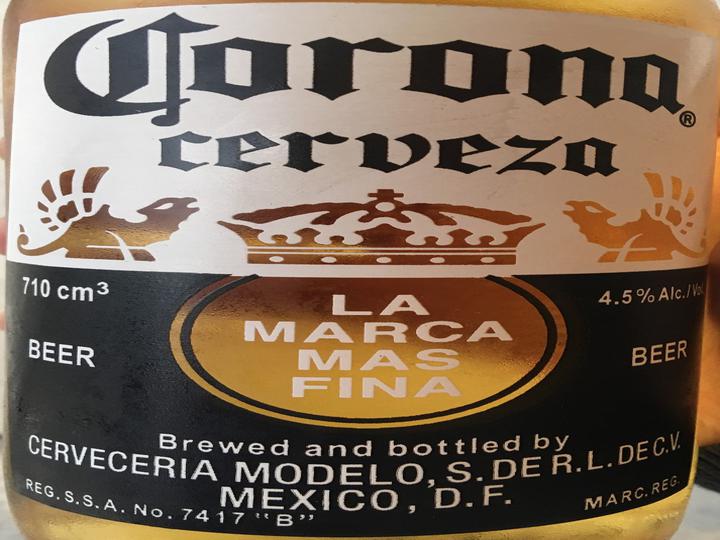 Corona®
cerveza
710 cm³
4.5% Alc./Vol.
BEER
BEER
LA
MARCA
MAS
FINA
Brewed and bottled by
CERVECERIA MODELO, S. DE R.L. DE C.V.
MEXICO, D.F.
REG. S.S.A. No. 7417 "B"
MARC. REG.